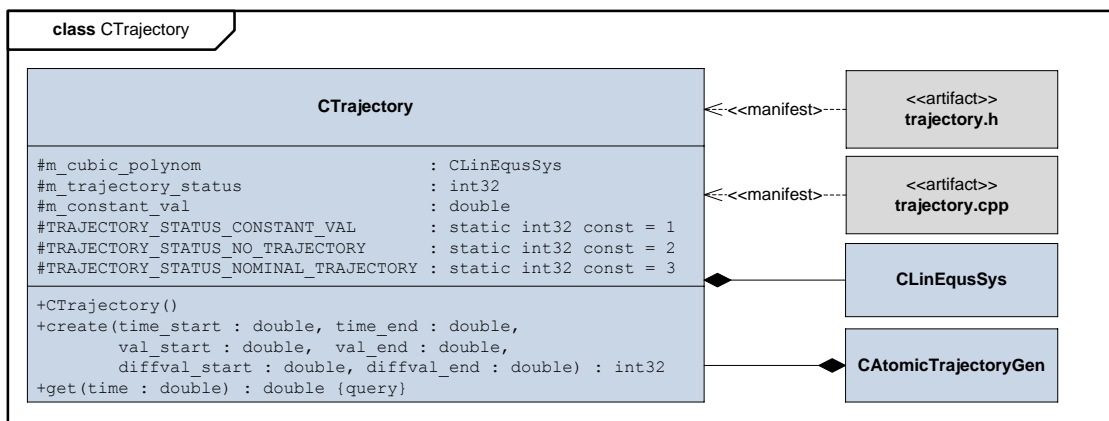 class CTrajectory
CTrajectory
#m_cubic_polynom : CLinEqusSys
#m_trajectory_status : int32
#m_constant_val : double
#TRAJECTORY_STATUS_CONSTANT_VAL : static int32 const = 1
#TRAJECTORY_STATUS_NO_TRAJECTORY : static int32 const = 2
#TRAJECTORY_STATUS_NOMINAL_TRAJECTORY : static int32 const = 3
+CTrajectory()
+create(time_start : double, time_end : double,
val_start : double, val_end : double,
diffval_start : double, diffval_end : double) : int32
+get(time : double) : double {query}
<<manifest>
<<artifact>>
trajectory.h
<<manifest>
<<artifact>>
trajectory.cpp
CLinEqusSys
CAtomicTrajectoryGen